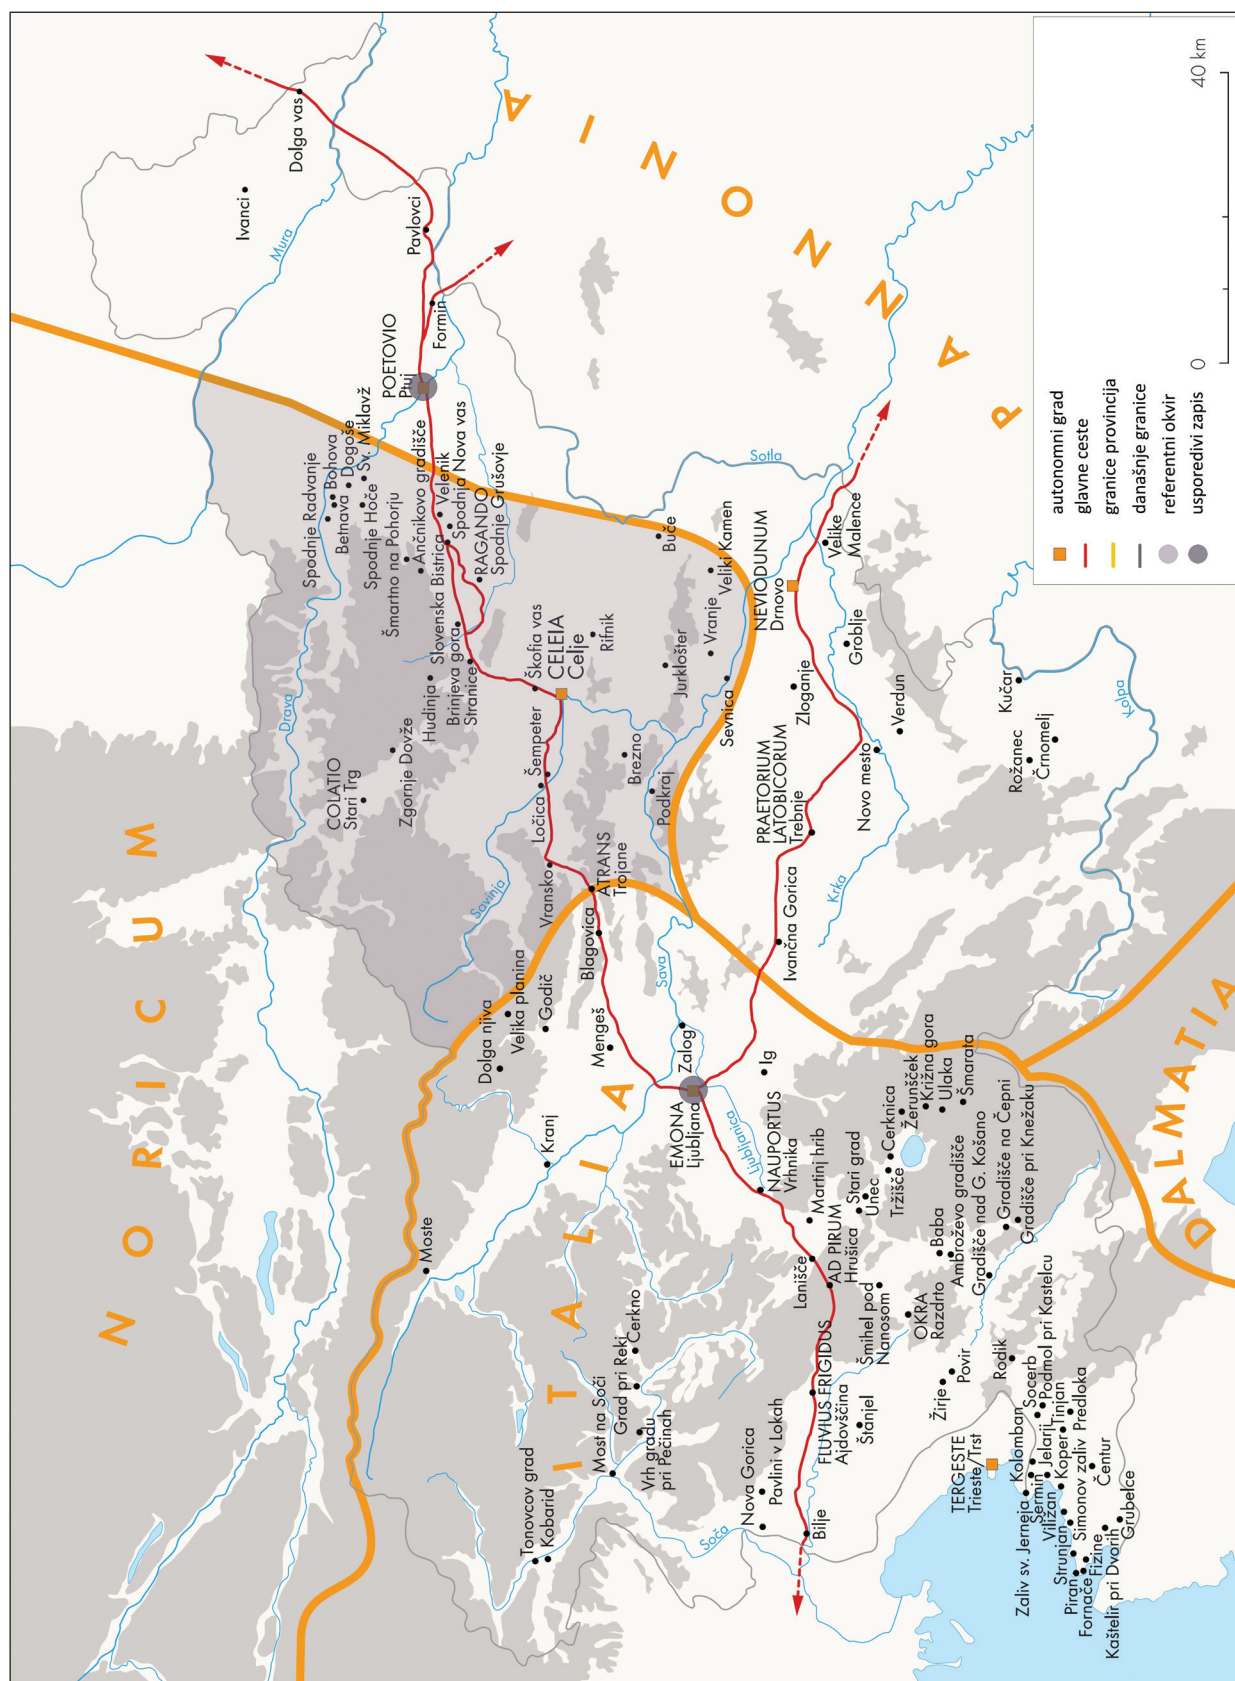 NORICUM
ITALIA
PANNONIA
DALMATIA
Dolga vas
Ivanci
Mura
Pavlovci
Formin
POETOVIO
Ptuj
Spodnje Radvanje
Bohova
Betnava
Dogoše
Spodnje Hoče
Sv. Miklavž
Šmartno na Pohorju
Ančnikovo gradišče
Slovenska Bistrica
Velenik
Spodnja Nova vas
RAGANDO
Spodnje Grušovje
Hudinja
Brinjeva gora
Stranice
Drava
COLATIO
Stari Trg
Zgornje Dovže
Škofja vas
CELEIA
Celje
Rifnik
Šempeter
Ločica
Vransko
Savinja
ATRANS
Trojane
Blagovica
Brezno
Podkraj
Jurklošter
Vranje
Veliki Kamen
Buče
Sotla
Sevnica
NEVIODUNUM
Drnovo
Velike
Malence
Groblje
Zloganje
Verdun
Novo mesto
PRAETORIUM
LATOBICORUM
Trebnje
Krka
Ivančna Gorica
Kučar
Rožanec
Črnomelj
Kolpa
Dolga njiva
Velika planina
Godič
Mengeš
Sava
Zalog
EMONA
Ljubljana
Ig
Ljubljanica
Kranj
Moste
NAUPORTUS
Vrhnika
Martinj hrib
Stari grad
Unec
Tržišče
Cerknica
Žerunšček
Križna gora
Ulaka
Šmarata
Lanišče
AD PIRUM
Hrušica
Šmihel pod
Nanosom
Baba
Ambroževo gradišče
Gradišče nad G. Košano
Gradišče na Čepni
Gradišče pri Knežaku
OKRA
Razdrto
FLUVIUS FRIGIDUS
Ajdovščina
Štanjel
Žirje
Povir
Rodik
Cerkno
Grad pri Reki
Most na Soči
Vrh gradu
pri Pečinah
Tonovcov grad
Kobarid
Soča
Nova Gorica
Pavlini v Lokah
Bilje
TERGESTE
Trieste/Trst
Kolomban
Socerb
Podmol pri Kastelcu
Tinjan
Predloka
Jelarji
Koper
Sermin
Zaliv sv. Jerneja
Viližan
Simonov zaliv
Strunjan
Čentur
Piran
Fornače
Fizine
Kaštelir pri Dvorih
Grubelce
autonomni grad
glavne ceste
granice provincija
današnje granice
referentni okvir
usporedivi zapis
0
40 km